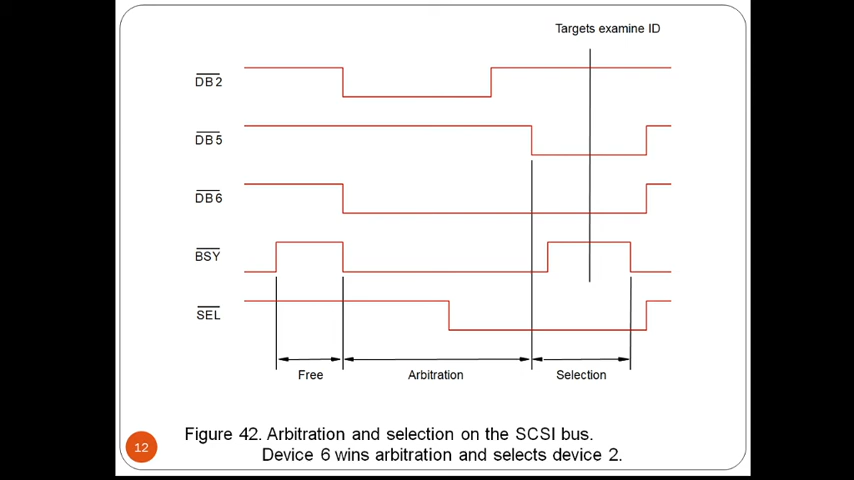 Targets examine ID
DB2
DB5
DB6
BSY
SEL
Free Arbitration Selection
Figure 42. Arbitration and selection on the SCSI bus.
Device 6 wins arbitration and selects device 2.
12